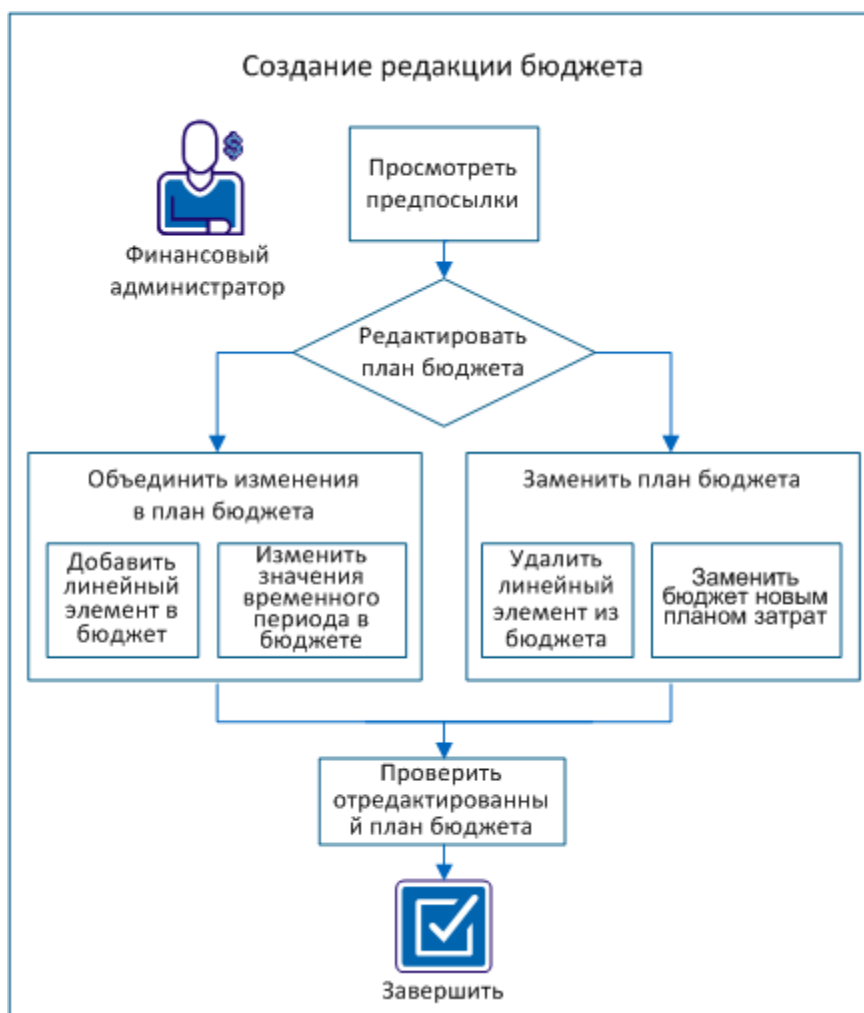 Создание редакции бюджета
Просмотреть
предпосылки
Финансовый
администратор
Редактировать
план бюджета
Объединить изменения
в план бюджета
Добавить
линейный
элемент в
бюджет
Изменить
значения
временного
периода в
бюджете
Заменить план бюджета
Удалить
линейный
элемент из
бюджета
Заменить
бюджет новым
планом затрат
Проверить
отредактированны
й план бюджета
Завершить